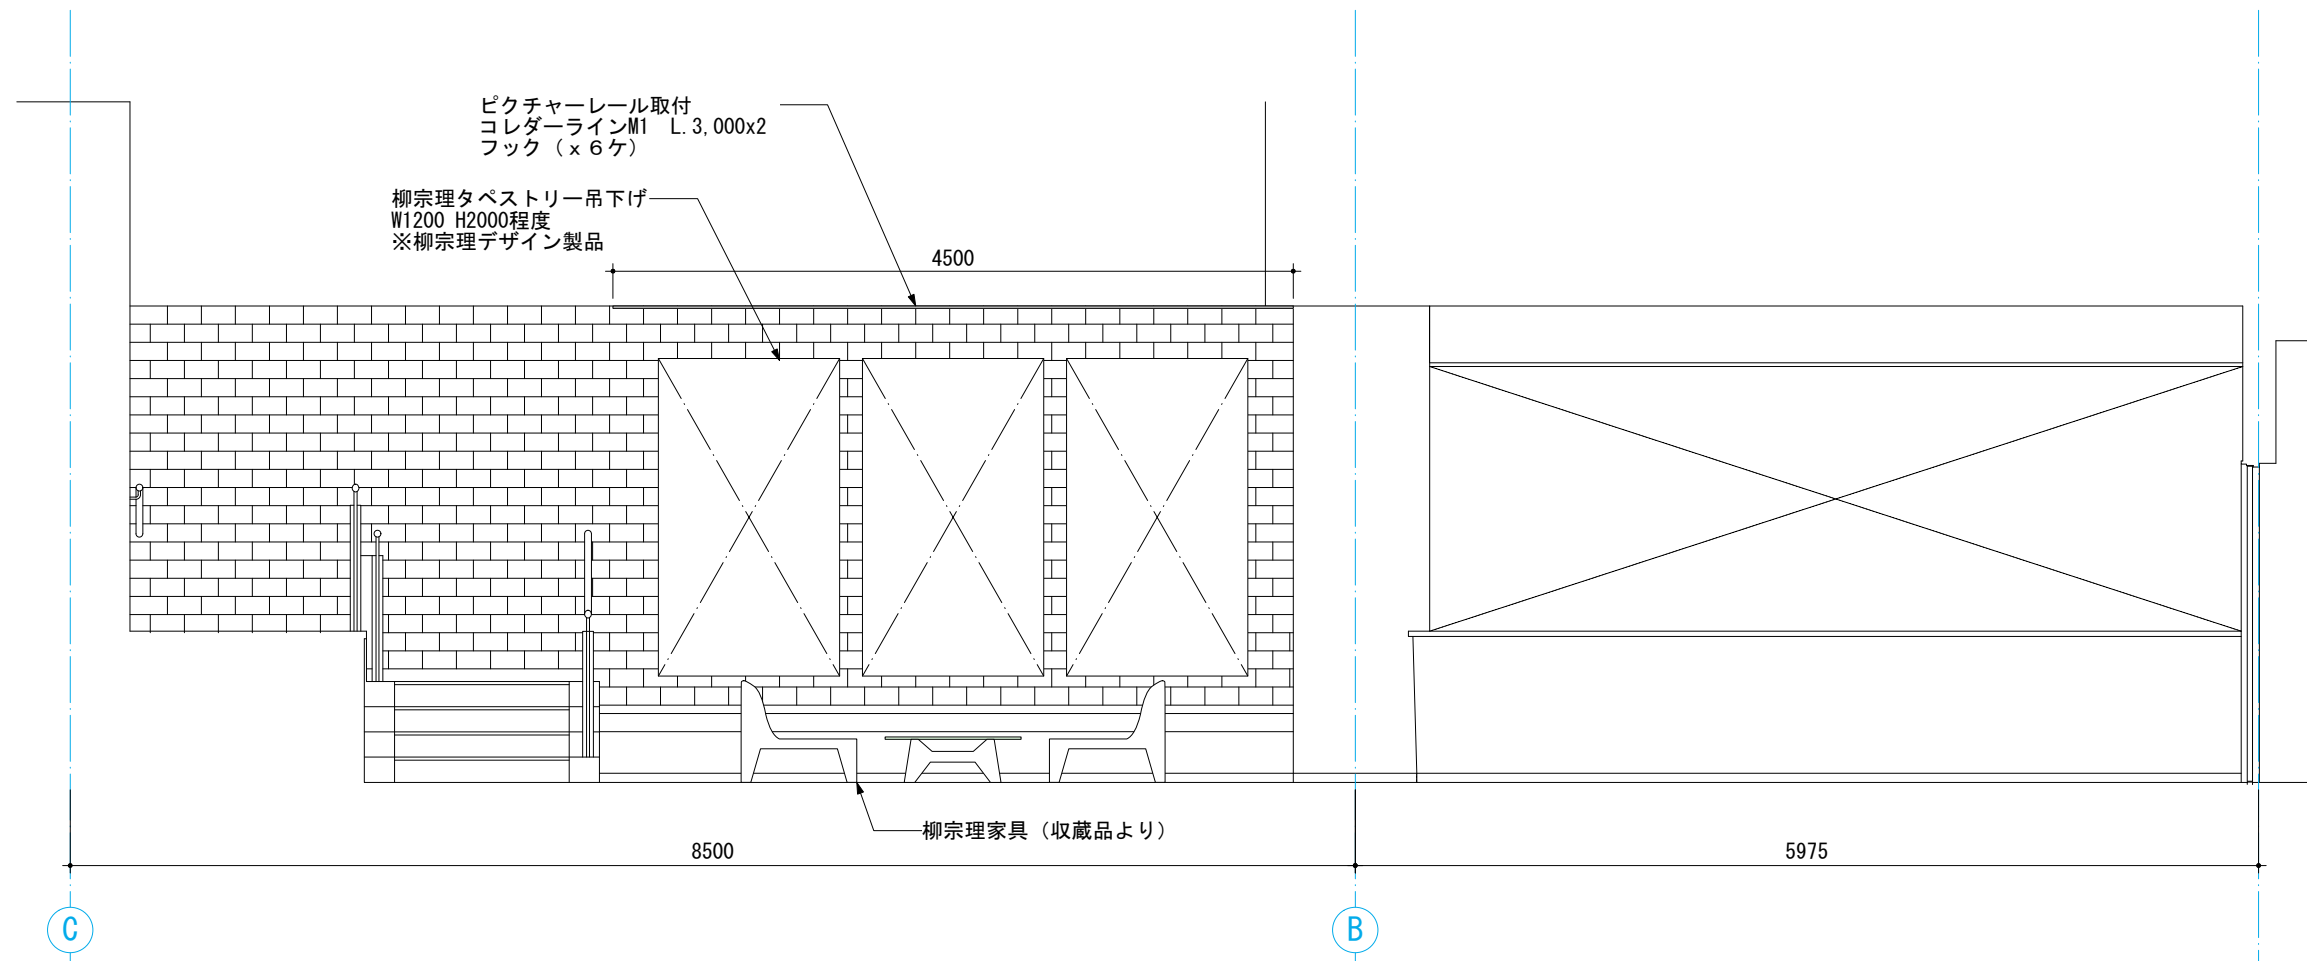 ピクチャーレール取付
コレダーラインM1 L.3,000x2
フック（ｘ６ケ）
柳宗理タペストリー吊下げ
W1200 H2000程度
※柳宗理デザイン製品
4500
柳宗理家具（収蔵品より）
8500
5975
C
B